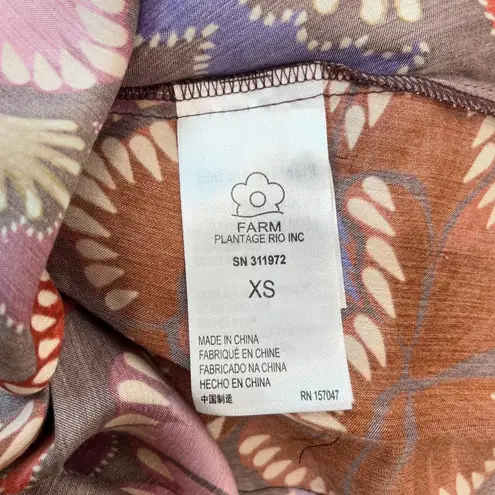 FARM
PLANTAGE RIO INC
SN 311972
XS
MADE IN CHINA
FABRIQUÉ EN CHINE
FABRICADO NA CHINA
HECHO EN CHINA
中国制造 RN 157047